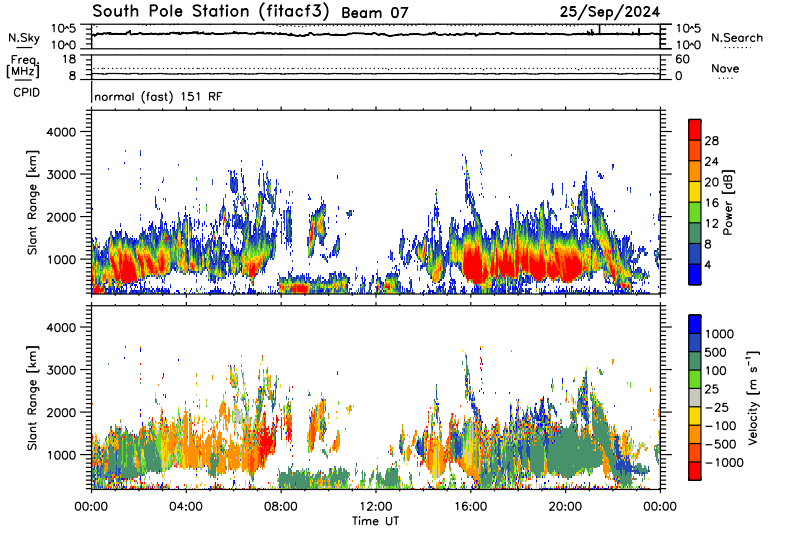 South Pole Station (fitacf3) Beam 07 25/Sep/2024
N.Sky 10^5 10^0 10^5 10^0 N.Search
Freq. [MHz] 18 8 60 0 Nave
CPID normal (fast) 151 RF
Slant Range [km] 4000 3000 2000 1000
28 24 20 16 12 8 4 Power [dB]
Slant Range [km] 4000 3000 2000 1000
1000 500 100 25 −25 −100 −500 −1000 Velocity [m s⁻¹]
00:00 04:00 08:00 12:00 16:00 20:00 00:00
Time UT